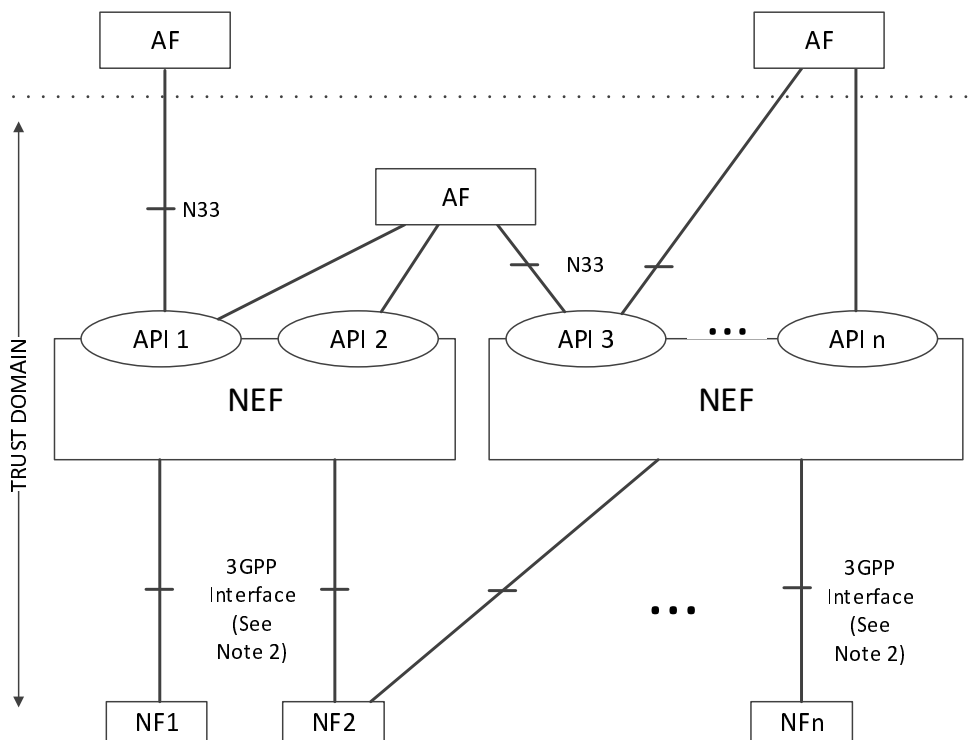 AF
AF
AF
N33
N33
API 1
API 2
API 3
...
API n
NEF
NEF
TRUST DOMAIN
3GPP
Interface
(See
Note 2)
...
3GPP
Interface
(See
Note 2)
NF1
NF2
NFn